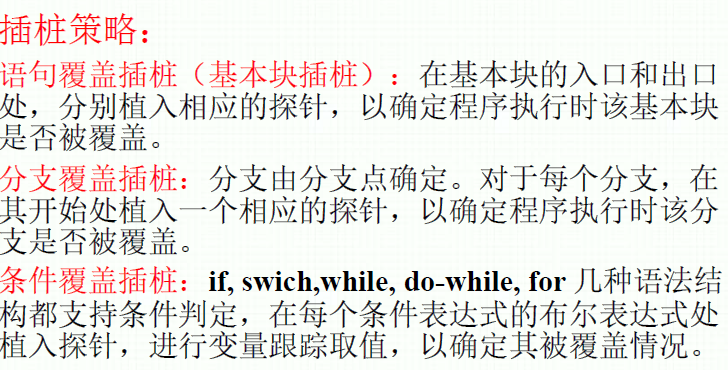 插桩策略：
语句覆盖插桩（基本块插桩）：在基本块的入口和出口
处，分别植入相应的探针，以确定程序执行时该基本块
是否被覆盖。
分支覆盖插桩：分支由分支点确定。对于每个分支，在
其开始处植入一个相应的探针，以确定程序执行时该分
支是否被覆盖。
条件覆盖插桩：if, swich,while, do-while, for 几种语法结
构都支持条件判定，在每个条件表达式的布尔表达式处
植入探针，进行变量跟踪取值，以确定其被覆盖情况。